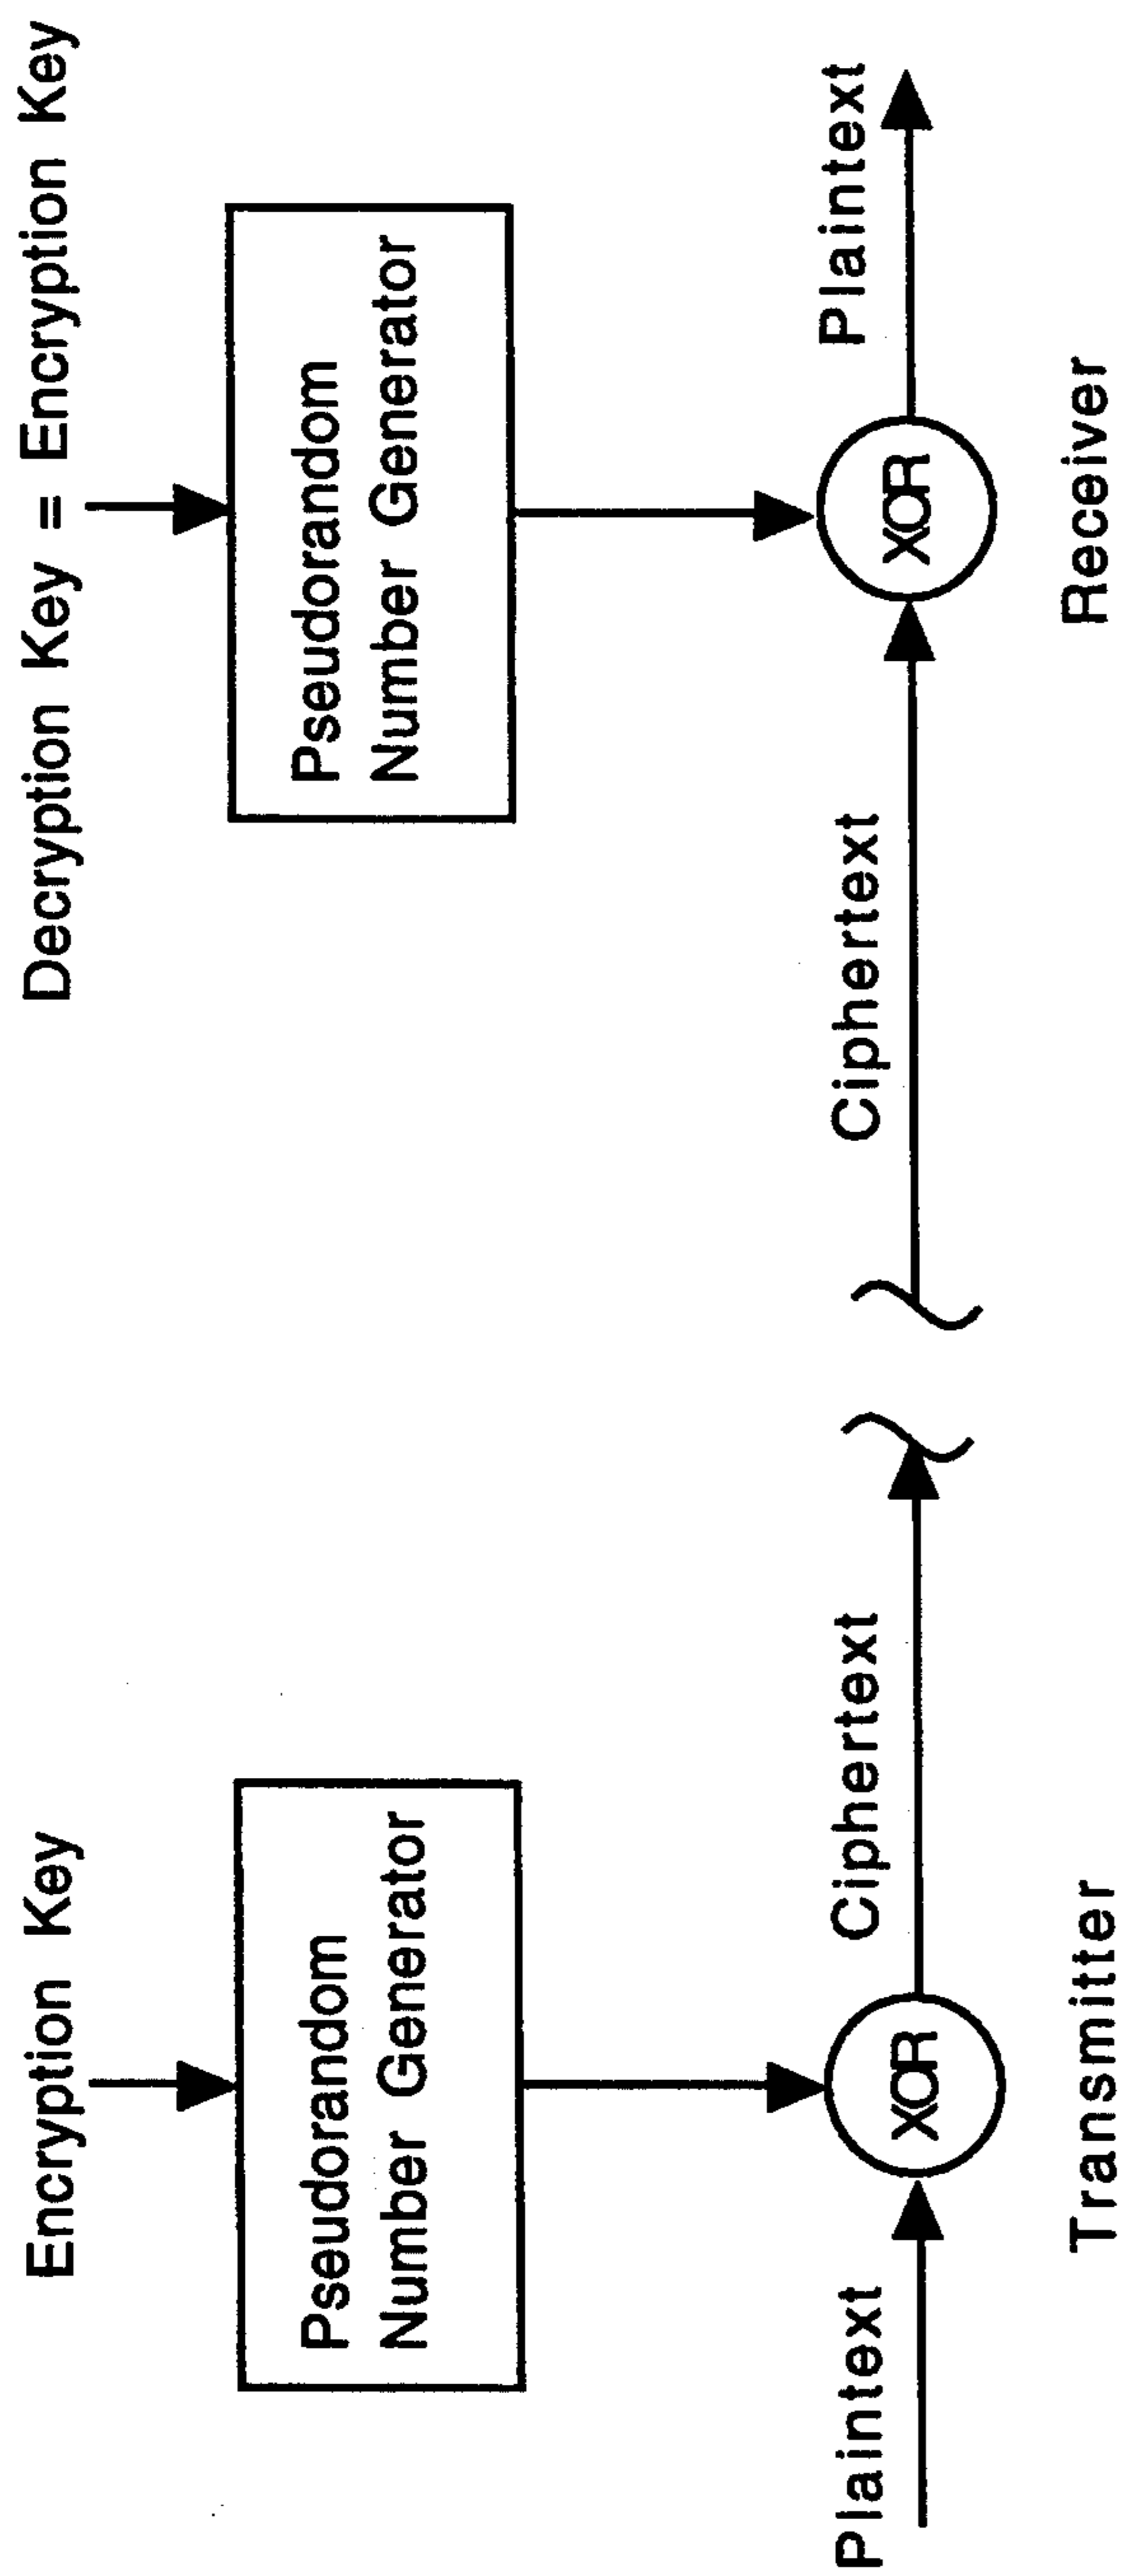 Encryption Key
Decryption Key = Encryption Key
Pseudorandom
Number Generator
Pseudorandom
Number Generator
Plaintext
XOR
Ciphertext
Ciphertext
XOR
Plaintext
Transmitter
Receiver